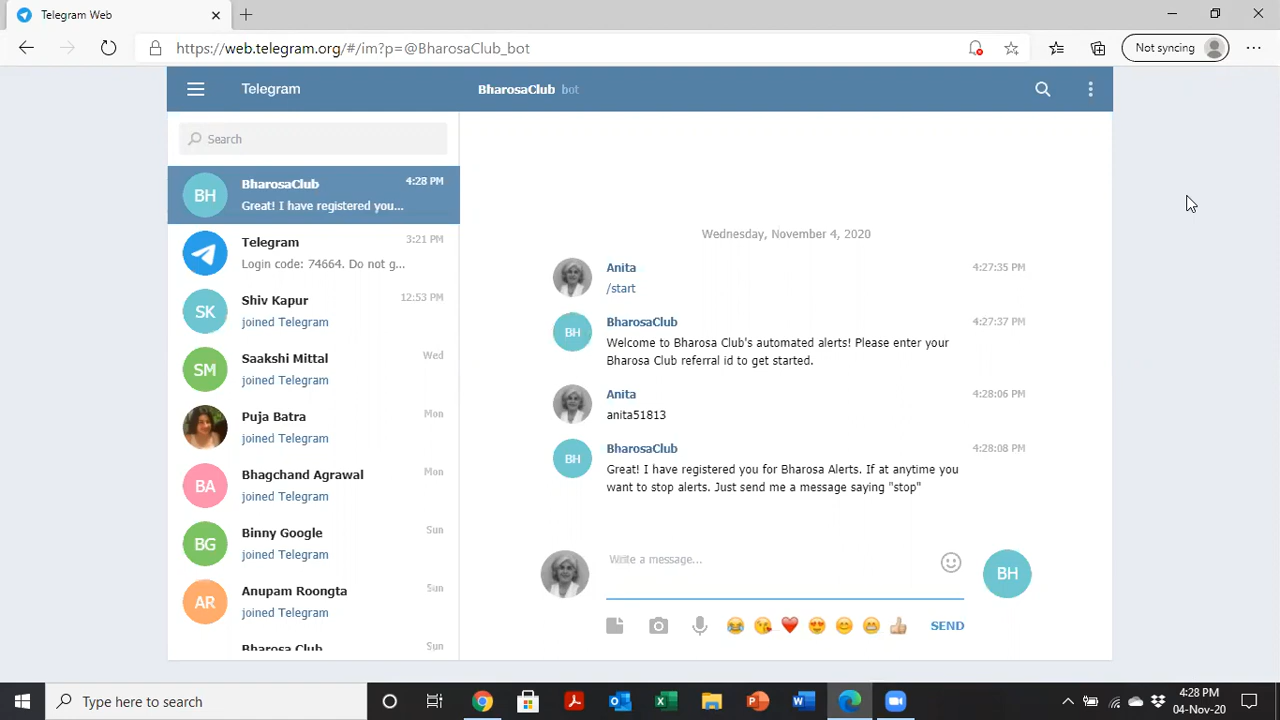 Telegram Web
https://web.telegram.org/#/im?p=@BharosaClub_bot
Not syncing
Telegram
BharosaClub bot
Search
BH
BharosaClub
4:28 PM
Great! I have registered you...
Telegram
3:21 PM
Login code: 74664. Do not g...
SK
Shiv Kapur
12:53 PM
joined Telegram
SM
Saakshi Mittal
Wed
joined Telegram
Puja Batra
Mon
joined Telegram
BA
Bhagchand Agrawal
Mon
joined Telegram
BG
Binny Google
Sun
joined Telegram
AR
Anupam Roongta
Sun
joined Telegram
Bharosa Club
Sun
Wednesday, November 4, 2020
Anita
4:27:35 PM
/start
BH
BharosaClub
4:27:37 PM
Welcome to Bharosa Club's automated alerts! Please enter your
Bharosa Club referral id to get started.
Anita
4:28:06 PM
anita51813
BH
BharosaClub
4:28:08 PM
Great! I have registered you for Bharosa Alerts. If at anytime you
want to stop alerts. Just send me a message saying "stop"
Write a message...
BH
SEND
Type here to search
4:28 PM
04-Nov-20